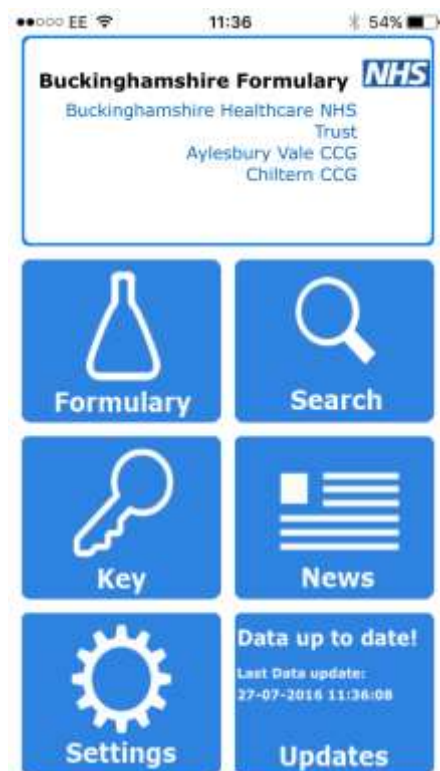 EE 11:36 54%
Buckinghamshire Formulary NHS
Buckinghamshire Healthcare NHS
Trust
Aylesbury Vale CCG
Chiltern CCG
Formulary
Search
Key
News
Settings
Data up to date!
Last Data update:
27-07-2016 11:36:08
Updates